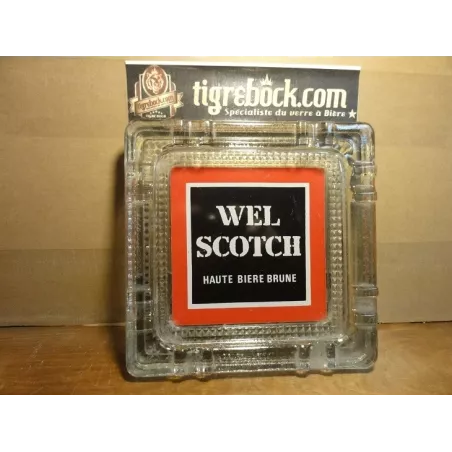 tigrebock.com
Spécialiste du verre à Bière
WEL
SCOTCH
HAUTE BIERE BRUNE